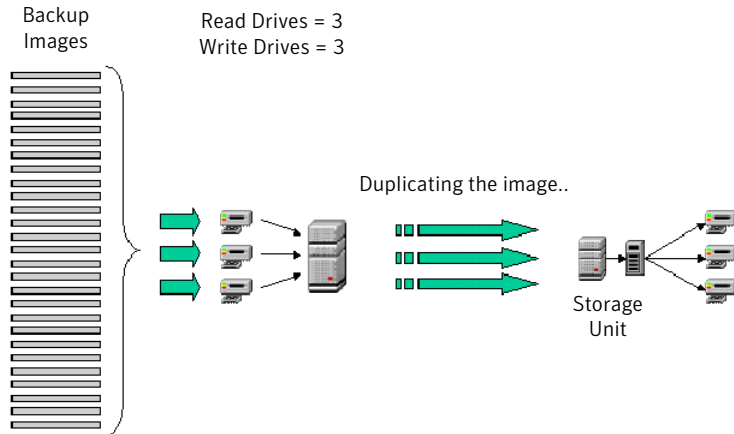 Backup
Images
Read Drives = 3
Write Drives = 3
Duplicating the image..
Storage
Unit